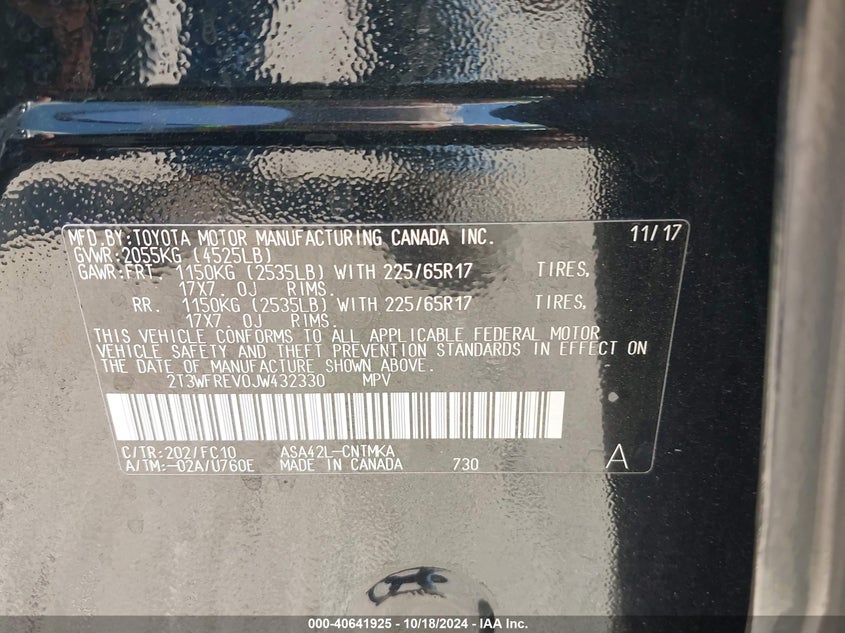 MFD.BY:TOYOTA MOTOR MANUFACTURING CANADA INC. 11/17
GVWR:2055KG (4525LB)
GAWR:FRT. 1150KG (2535LB) WITH 225/65R17 TIRES,
17X7.0J RIMS.
RR. 1150KG (2535LB) WITH 225/65R17 TIRES,
17X7.0J RIMS.
THIS VEHICLE CONFORMS TO ALL APPLICABLE FEDERAL MOTOR
VEHICLE SAFETY AND THEFT PREVENTION STANDARDS IN EFFECT ON
THE DATE OF MANUFACTURE SHOWN ABOVE.
2T3WFREV0JW432330 MPV
C/TR:202/FC10 ASA42L-CNTMKA
A/TM:-02A/U760E MADE IN CANADA 730 A
000-40641925 - 10/18/2024 - IAA Inc.